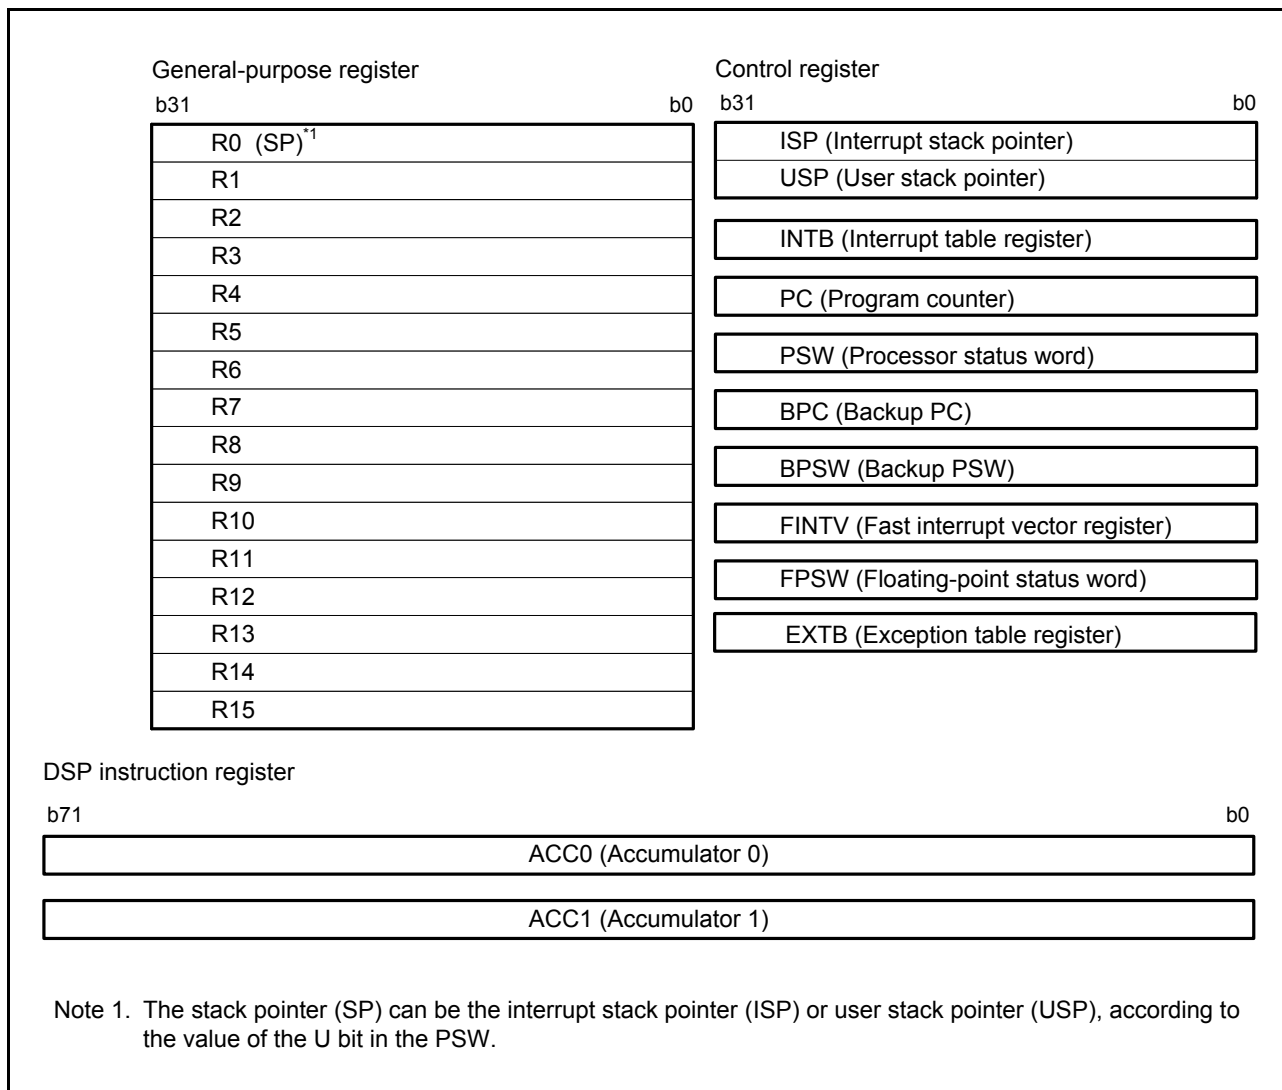 General-purpose register
b31 b0
R0 (SP)*1
R1
R2
R3
R4
R5
R6
R7
R8
R9
R10
R11
R12
R13
R14
R15
Control register
b31 b0
ISP (Interrupt stack pointer)
USP (User stack pointer)
INTB (Interrupt table register)
PC (Program counter)
PSW (Processor status word)
BPC (Backup PC)
BPSW (Backup PSW)
FINTV (Fast interrupt vector register)
FPSW (Floating-point status word)
EXTB (Exception table register)
DSP instruction register
b71 b0
ACC0 (Accumulator 0)
ACC1 (Accumulator 1)
Note 1. The stack pointer (SP) can be the interrupt stack pointer (ISP) or user stack pointer (USP), according to
the value of the U bit in the PSW.